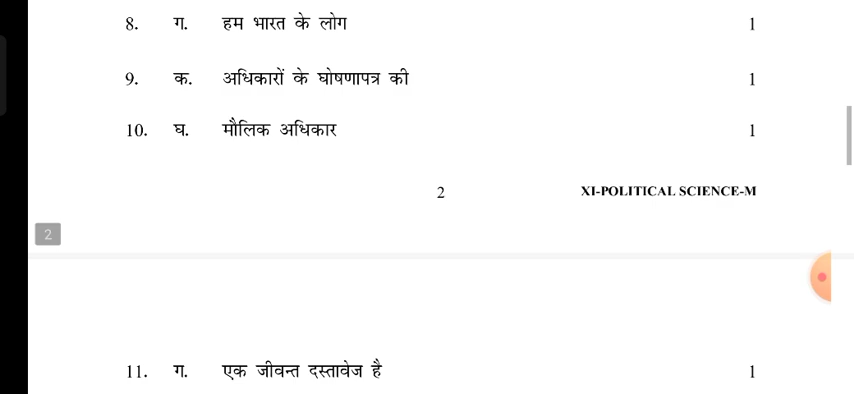 8. ग. हम भारत के लोग 1
9. क. अधिकारों के घोषणापत्र की 1
10. घ. मौलिक अधिकार 1
2 XI-POLITICAL SCIENCE-M
2
11. ग. एक जीवन्त दस्तावेज है 1